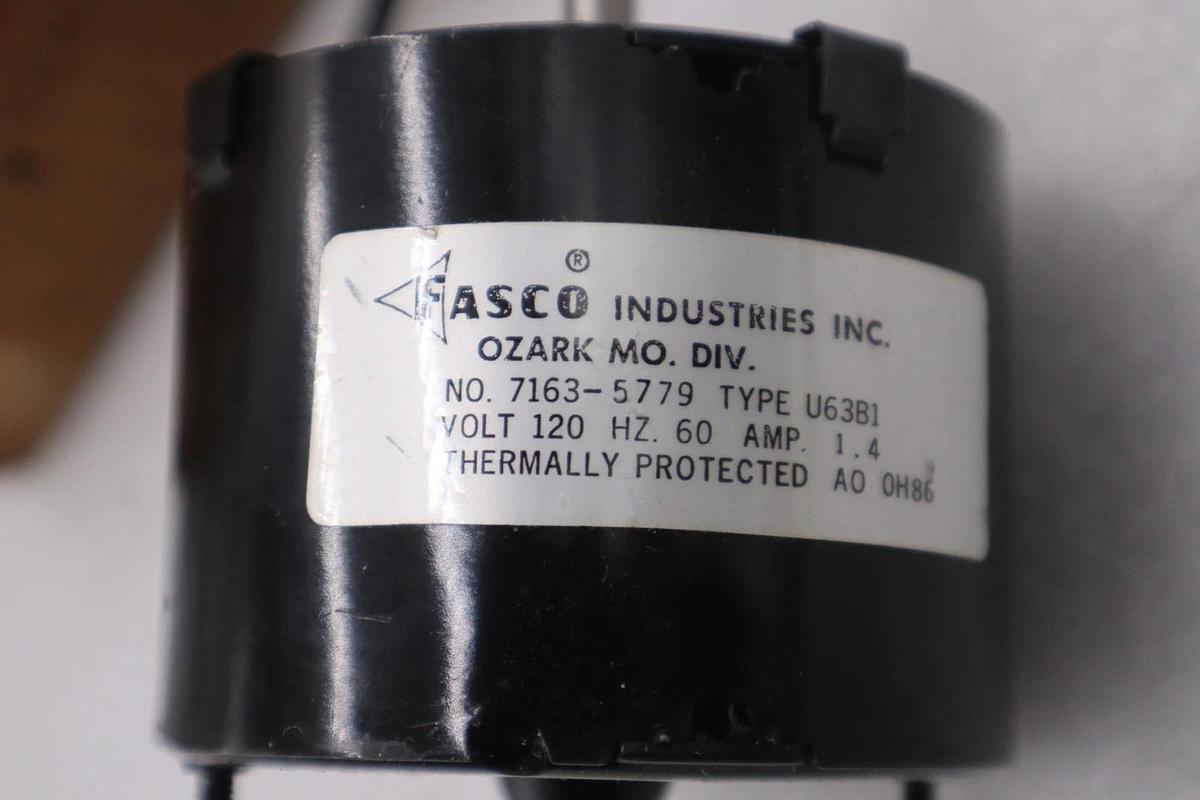 ®
FASCO INDUSTRIES INC.
OZARK MO. DIV.
NO. 7163-5779 TYPE U63B1
VOLT 120 HZ. 60 AMP. 1.4
THERMALLY PROTECTED AO OH86